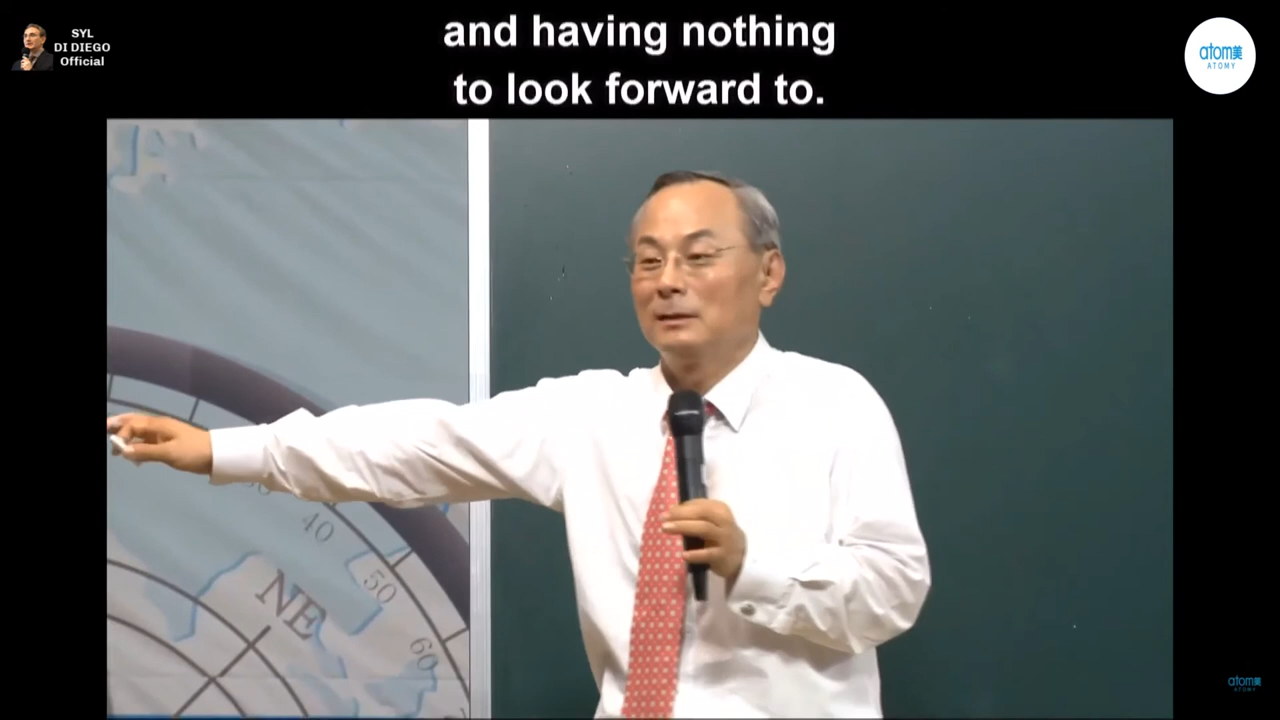 SYL
DI DIEGO
Official
and having nothing
to look forward to.
atom美
ATOMY
40
50
NE
60
atom美